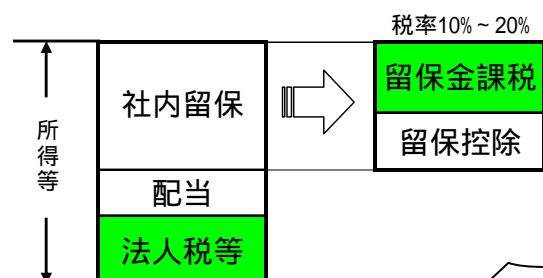 税率10%~20%
所得等
社内留保
配当
法人税等
留保金課税
留保控除